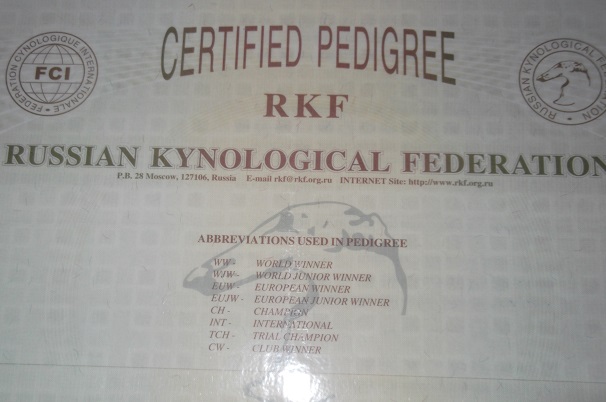 CERTIFIED PEDIGREE
FEDERATION CYNOLOGIQUE INTERNATIONALE
FCI
RUSSIAN KYNOLOGICAL
RKF
RUSSIAN KYNOLOGICAL FEDERATION
P.B. 28 Moscow, 127106, Russia E-mail rkf@rkf.org.ru INTERNET Site: http://www.rkf.org.ru
ABBREVIATIONS USED IN PEDIGREE
WW - WORLD WINNER
WJW - WORLD JUNIOR WINNER
EUW - EUROPEAN WINNER
EUJW - EUROPEAN JUNIOR WINNER
CH - CHAMPION
INT - INTERNATIONAL
TCH - TRIAL CHAMPION
CW - CLUB WINNER